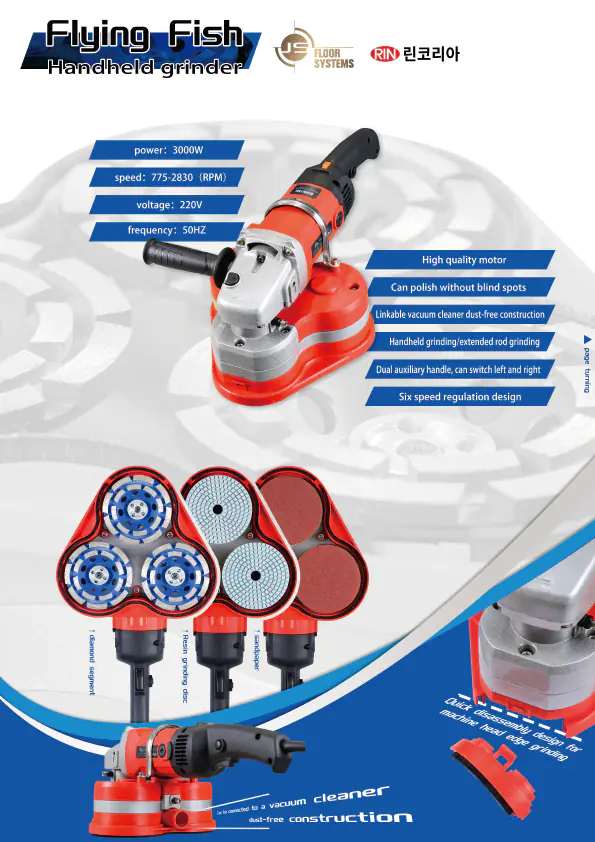 Flying Fish
Handheld grinder
JS
FLOOR
SYSTEMS
RIN 린코리아
power: 3000W
speed: 775-2830（RPM）
voltage: 220V
frequency: 50HZ
High quality motor
Can polish without blind spots
Linkable vacuum cleaner dust-free construction
Handheld grinding/extended rod grinding
Dual auxiliary handle, can switch left and right
Six speed regulation design
page turning
diamond segment
Resin grinding disc
sandpaper
Quick disassembly design for
machine head edge grinding
Can be connected to a vacuum cleaner
dust-free construction